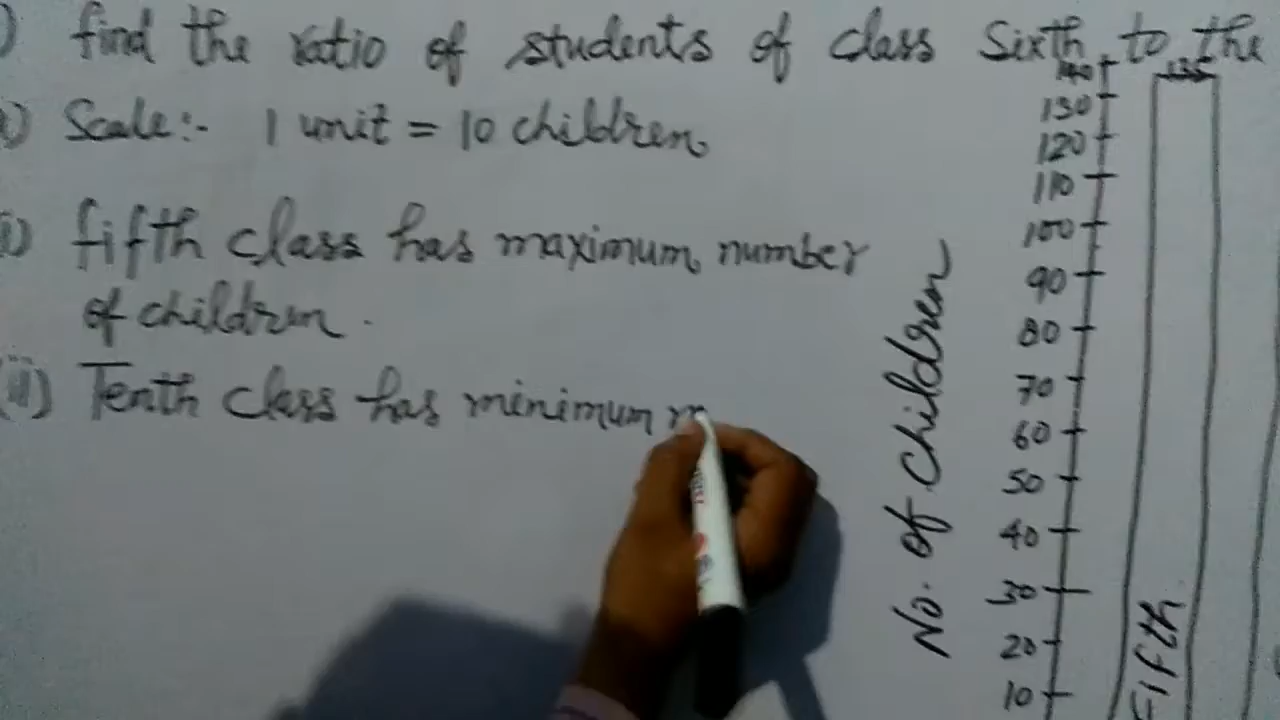 ) find the ratio of students of class Sixth to the
) Scale:- 1 unit = 10 children
i) fifth class has maximum number
of children.
(ii) Tenth class has minimum
No. of children
140
130
120
110
100
90
80
70
60
50
40
30
20
10
135
Fifth